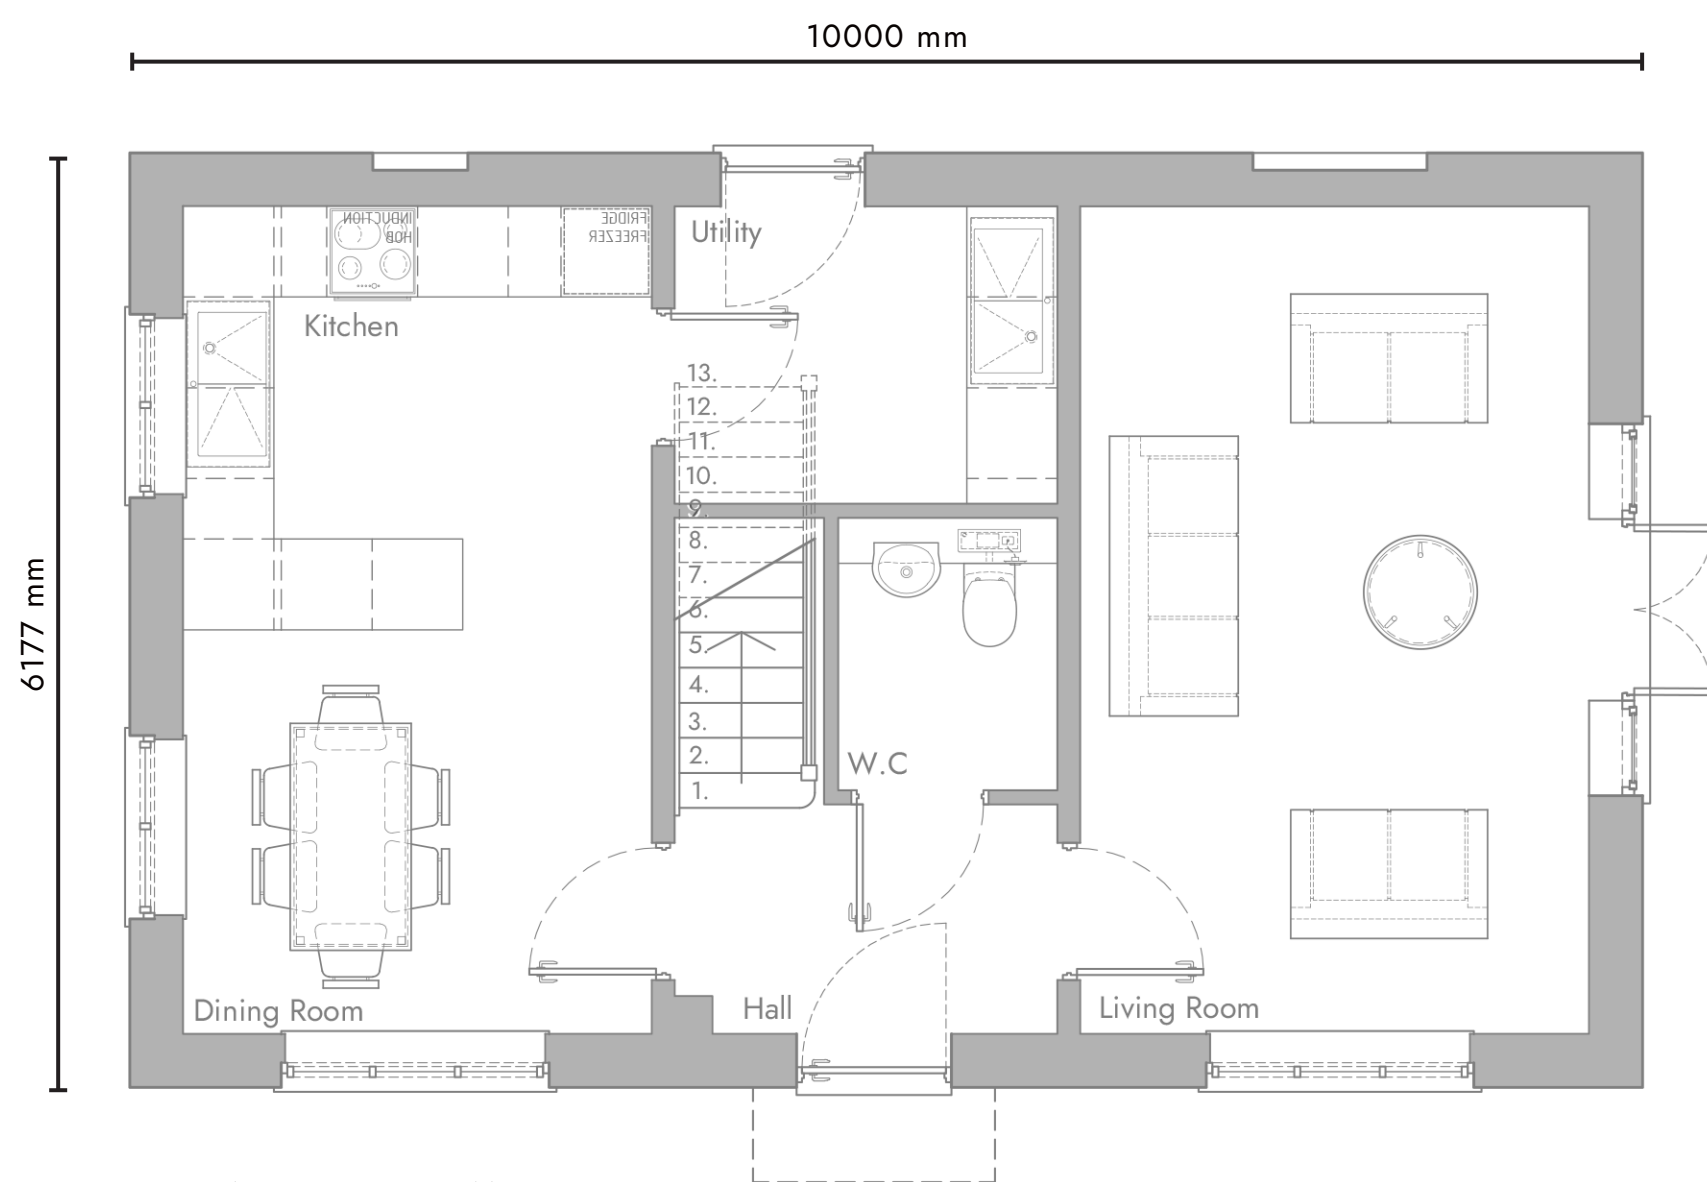 10000 mm
6177 mm
INDUCTION
HOB
FRIDGE
FREEZER
Utility
Kitchen
13.
12.
11.
10.
9.
8.
7.
6.
5.
4.
3.
2.
1.
W.C
Dining Room
Hall
Living Room